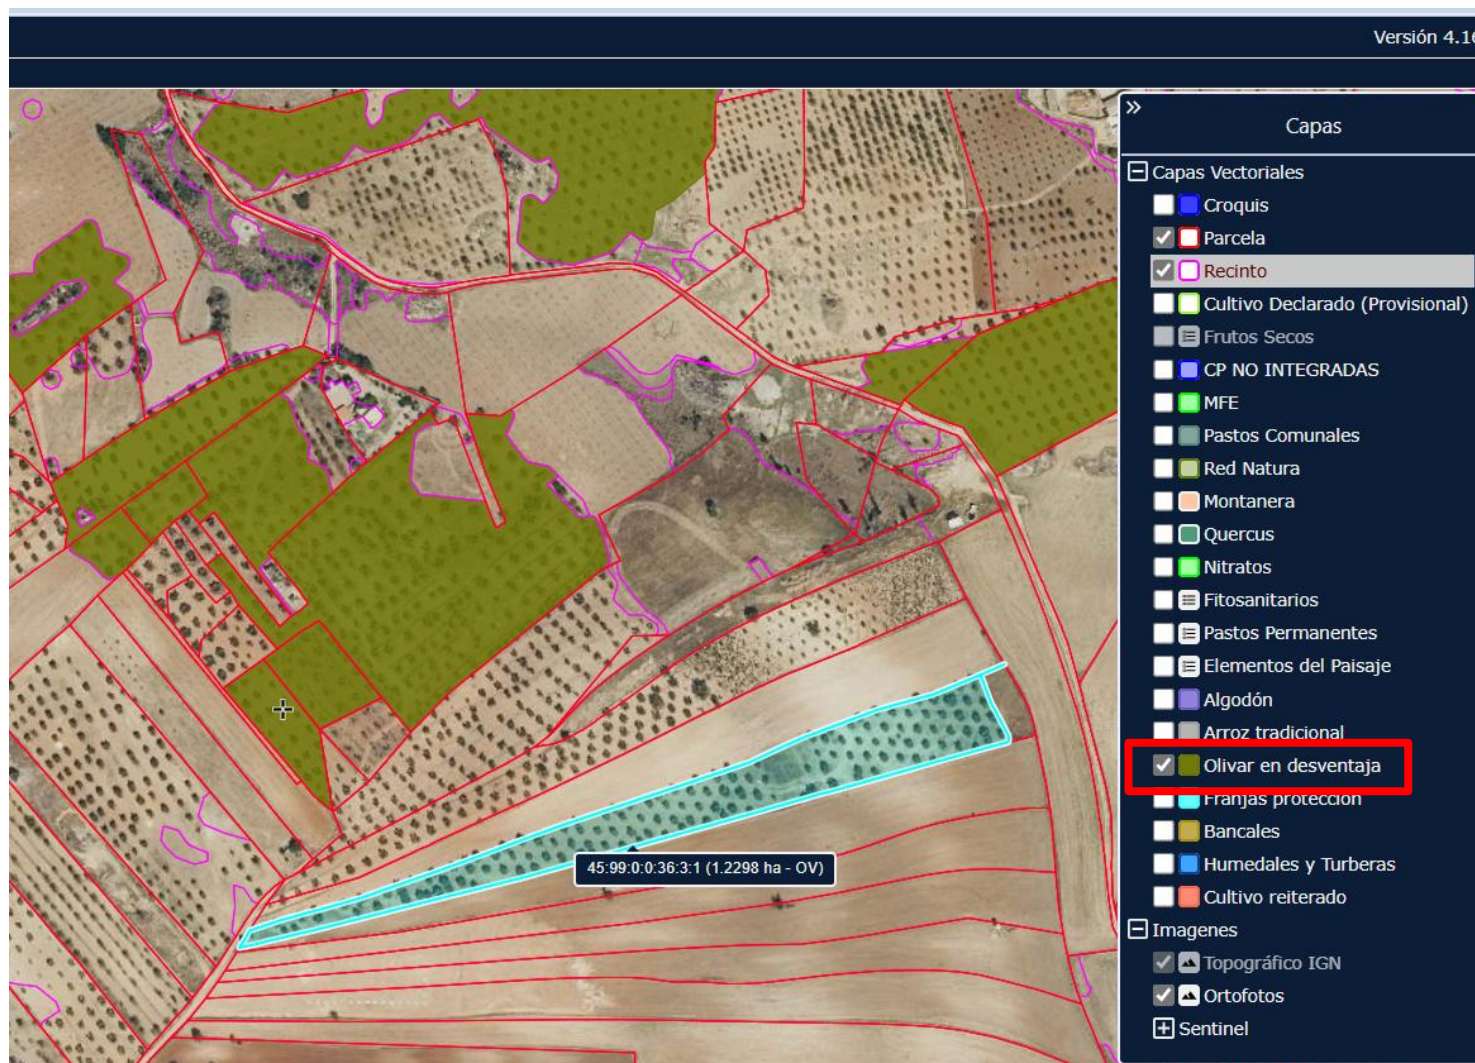 Versión 4.16
»
Capas
Capas Vectoriales
Croquis
Parcela
Recinto
Cultivo Declarado (Provisional)
Frutos Secos
CP NO INTEGRADAS
MFE
Pastos Comunales
Red Natura
Montanera
Quercus
Nitratos
Fitosanitarios
Pastos Permanentes
Elementos del Paisaje
Algodón
Arroz tradicional
Olivar en desventaja
Franjas protección
Bancales
Humedales y Turberas
Cultivo reiterado
Imagenes
Topográfico IGN
Ortofotos
Sentinel
45:99:0:0:36:3:1 (1.2298 ha - OV)